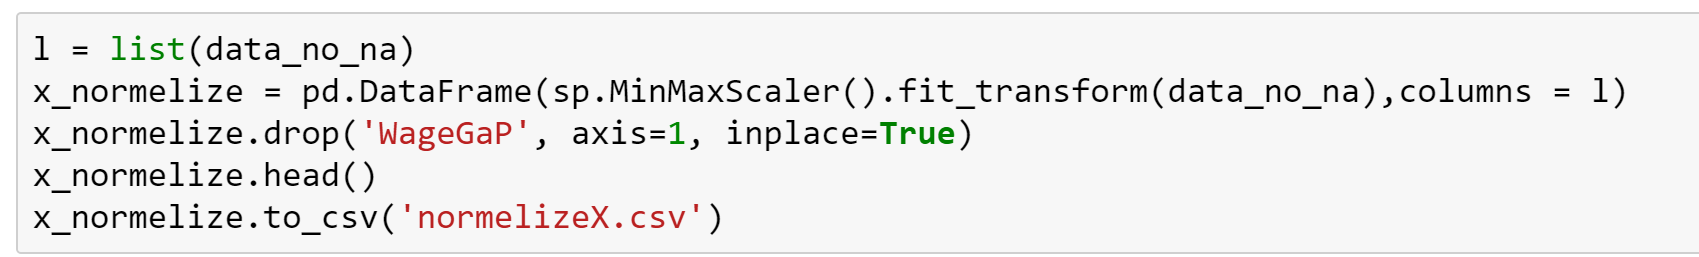 l = list(data_no_na)
x_normelize = pd.DataFrame(sp.MinMaxScaler().fit_transform(data_no_na),columns = l)
x_normelize.drop('WageGaP', axis=1, inplace=True)
x_normelize.head()
x_normelize.to_csv('normelizeX.csv')